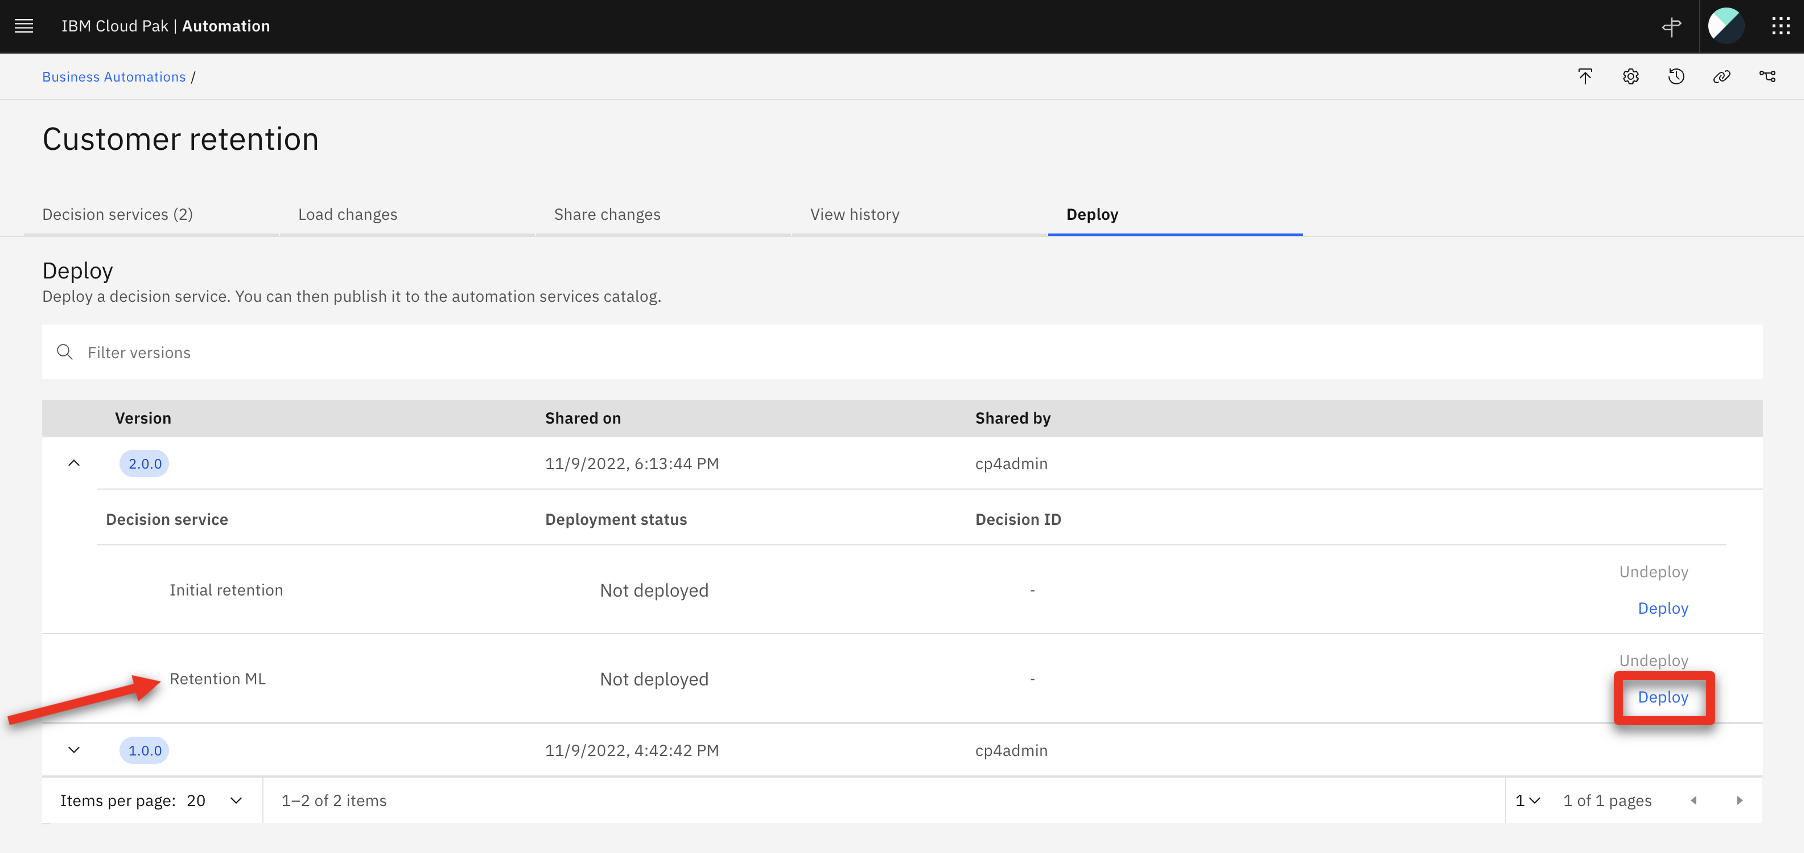 IBM Cloud Pak | Automation
Business Automations /
Customer retention
Decision services (2) Load changes Share changes View history Deploy
Deploy
Deploy a decision service. You can then publish it to the automation services catalog.
Filter versions
Version Shared on Shared by
2.0.0 11/9/2022, 6:13:44 PM cp4admin
Decision service Deployment status Decision ID
Undeploy
Initial retention Not deployed -
Deploy
Undeploy
Retention ML Not deployed -
Deploy
1.0.0 11/9/2022, 4:42:42 PM cp4admin
Items per page: 20 1–2 of 2 items 1 1 of 1 pages